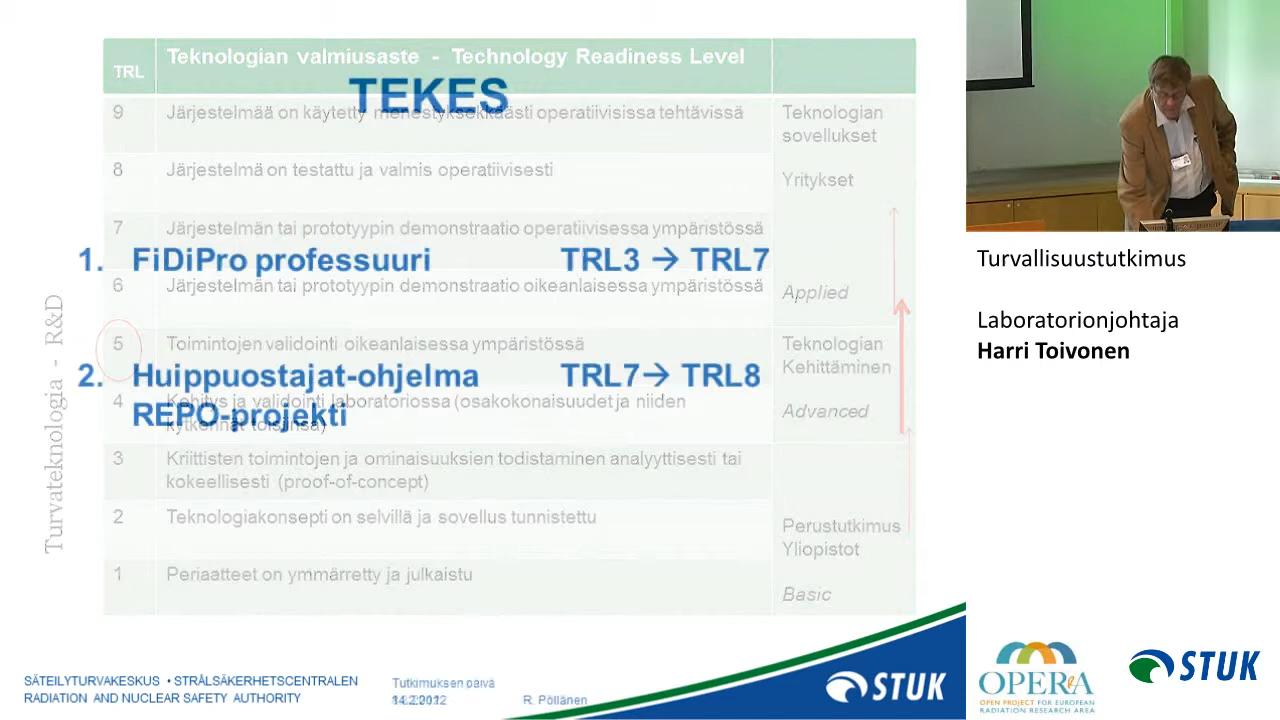 TRL
Teknologian valmiusaste - Technology Readiness Level
TEKES
9 Järjestelmää on käytetty menestyksekkäästi operatiivisissa tehtävissä
Teknologian
sovellukset
8 Järjestelmä on testattu ja valmis operatiivisesti
Yritykset
7 Järjestelmän tai prototyypin demonstraatio operatiivisessa ympäristössä
1. FiDiPro professuuri TRL3 → TRL7
6 Järjestelmän tai prototyypin demonstraatio oikeanlaisessa ympäristössä
Applied
5 Toimintojen validointi oikeanlaisessa ympäristössä
Teknologian
Kehittäminen
2. Huippuostajat-ohjelma TRL7→ TRL8
REPO-projekti
4 Kehitys ja validointi laboratoriossa (osakokonaisuudet ja niiden
kytkennät toisiinsa)
Advanced
3 Kriittisten toimintojen ja ominaisuuksien todistaminen analyyttisesti tai
kokeellisesti (proof-of-concept)
2 Teknologiakonsepti on selvillä ja sovellus tunnistettu
Perustutkimus
Yliopistot
1 Periaatteet on ymmärretty ja julkaistu
Basic
Turvateknologia - R&D
SÄTEILYTURVAKESKUS • STRÅLSÄKERHETSCENTRALEN
RADIATION AND NUCLEAR SAFETY AUTHORITY
Tutkimuksen päivä
R. Pöllänen
STUK
Turvallisuustutkimus
Laboratorionjohtaja
Harri Toivonen
OPERA
OPEN PROJECT FOR EUROPEAN
RADIATION RESEARCH AREA
STUK